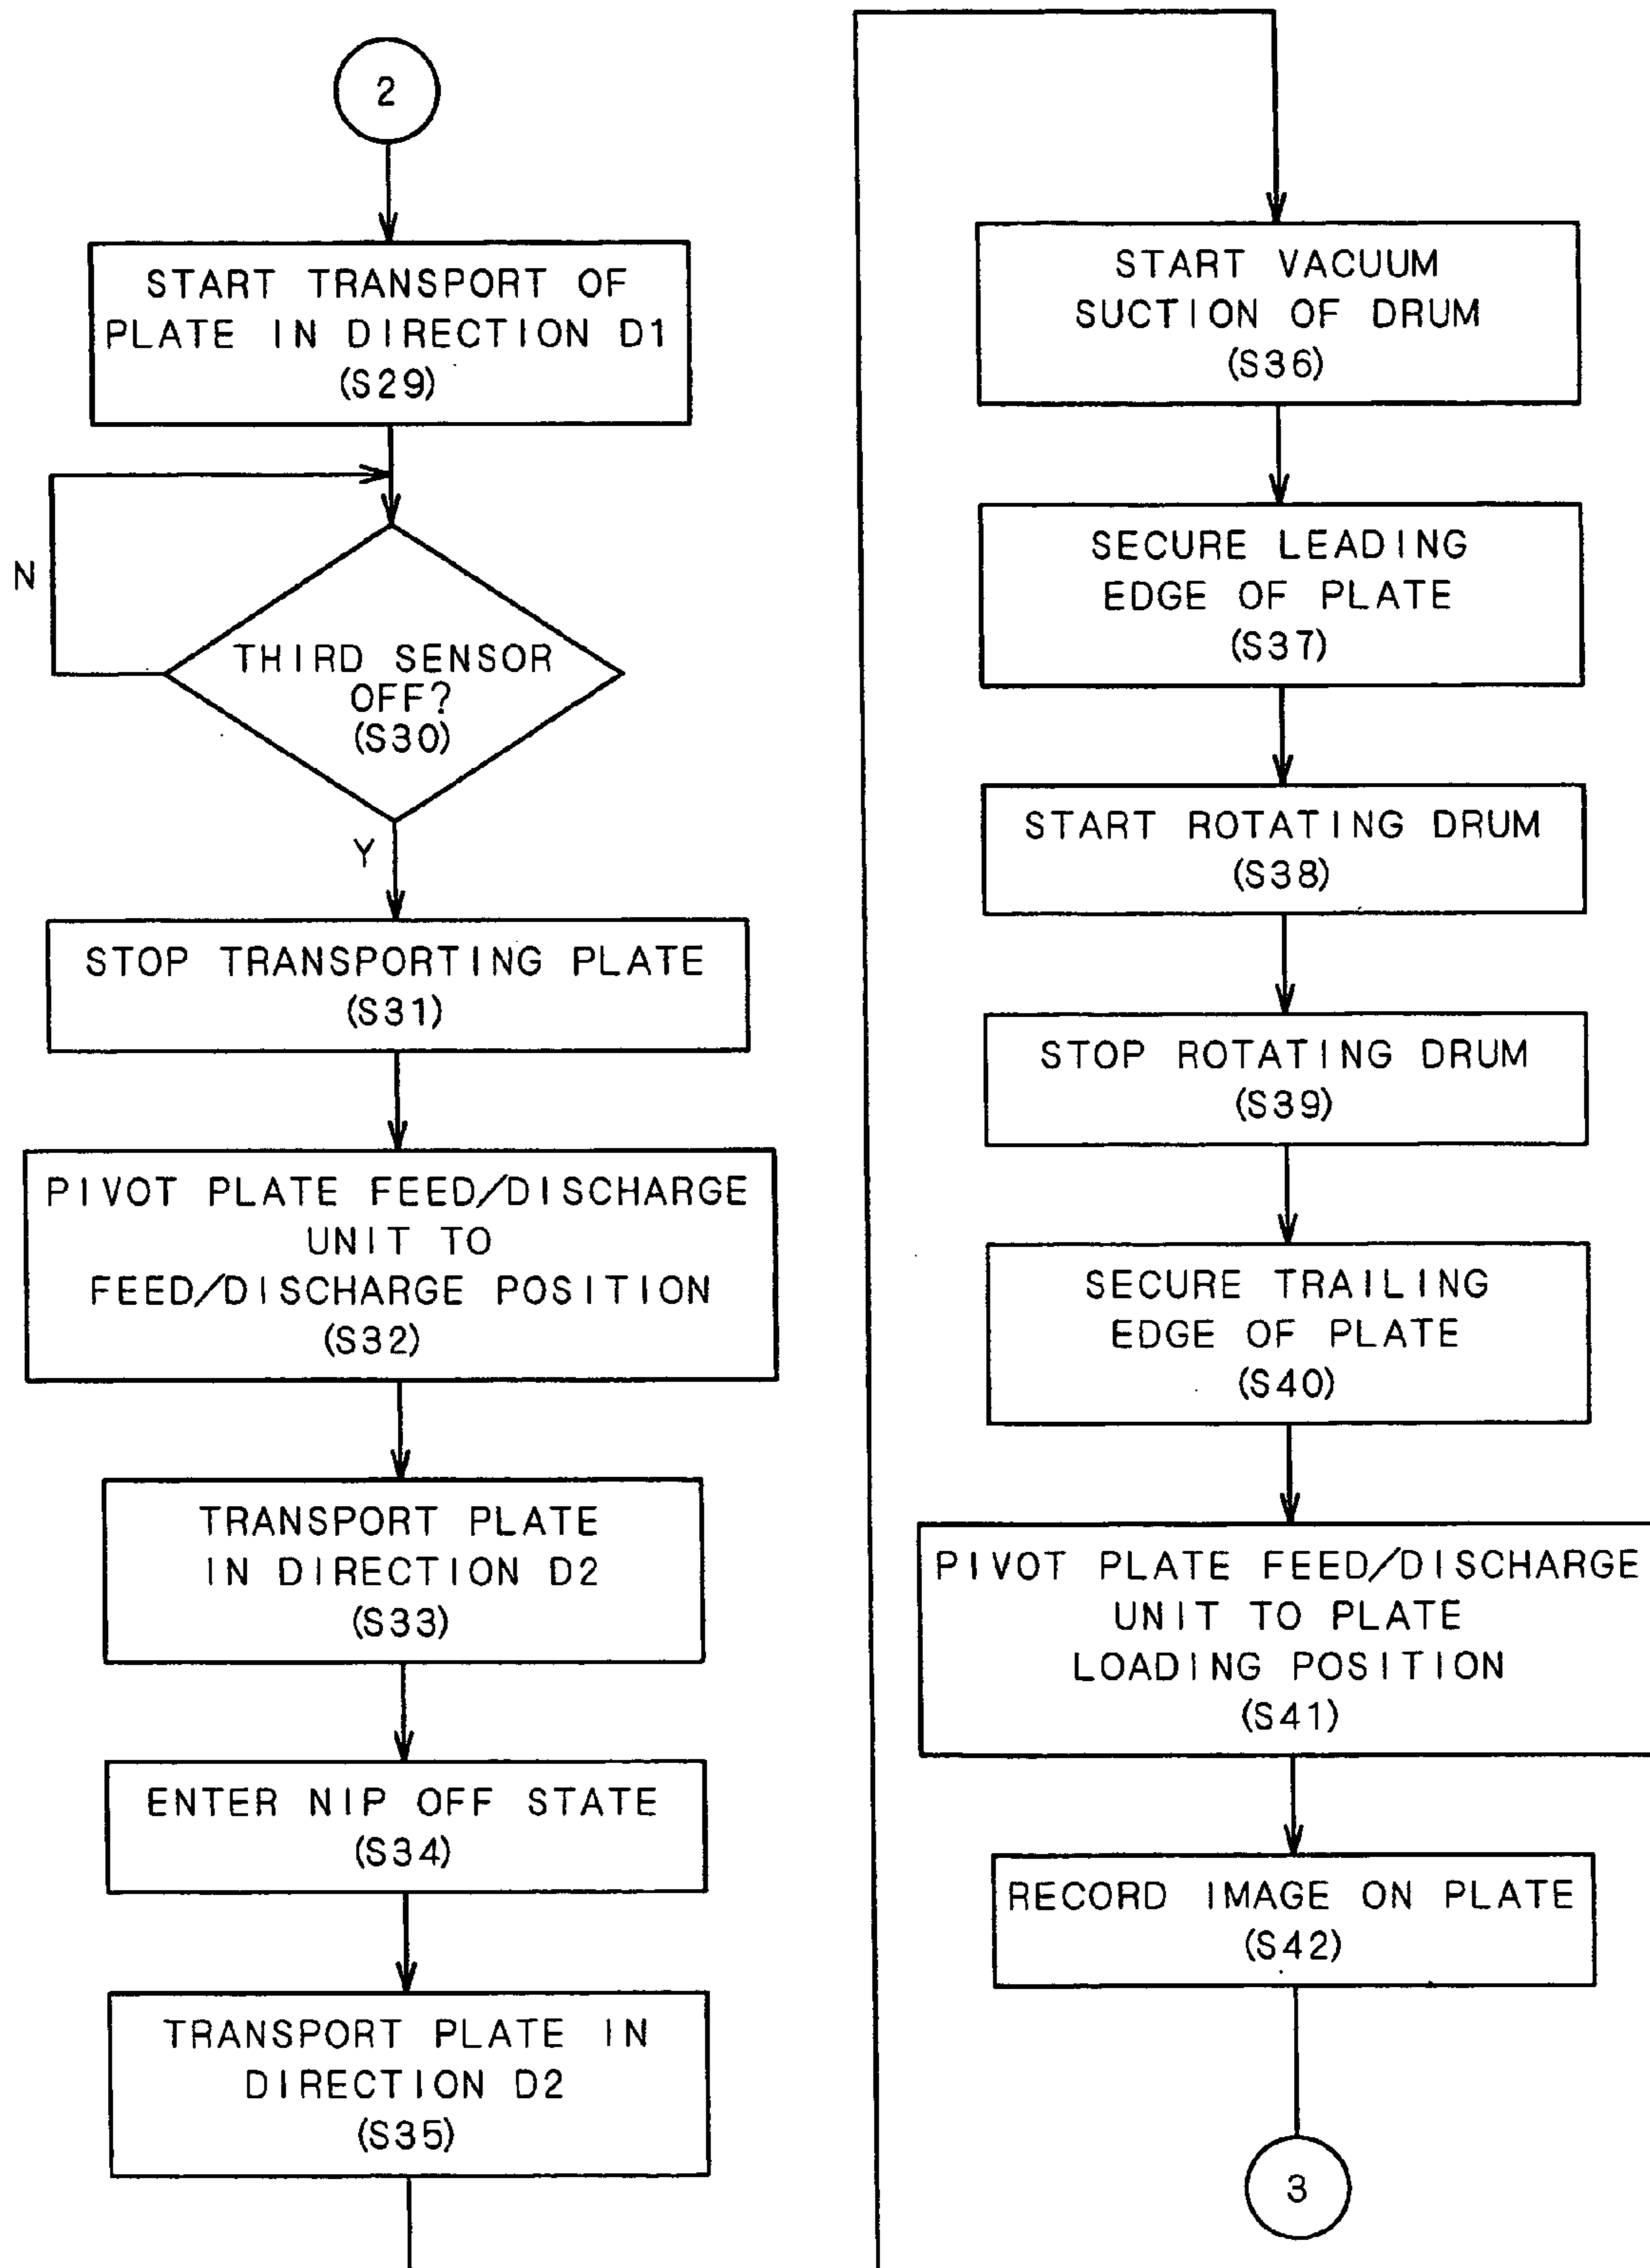 2
START TRANSPORT OF
PLATE IN DIRECTION D1
(S29)
N
THIRD SENSOR
OFF?
(S30)
Y
STOP TRANSPORTING PLATE
(S31)
PIVOT PLATE FEED/DISCHARGE
UNIT TO
FEED/DISCHARGE POSITION
(S32)
TRANSPORT PLATE
IN DIRECTION D2
(S33)
ENTER NIP OFF STATE
(S34)
TRANSPORT PLATE IN
DIRECTION D2
(S35)
START VACUUM
SUCTION OF DRUM
(S36)
SECURE LEADING
EDGE OF PLATE
(S37)
START ROTATING DRUM
(S38)
STOP ROTATING DRUM
(S39)
SECURE TRAILING
EDGE OF PLATE
(S40)
PIVOT PLATE FEED/DISCHARGE
UNIT TO PLATE
LOADING POSITION
(S41)
RECORD IMAGE ON PLATE
(S42)
3